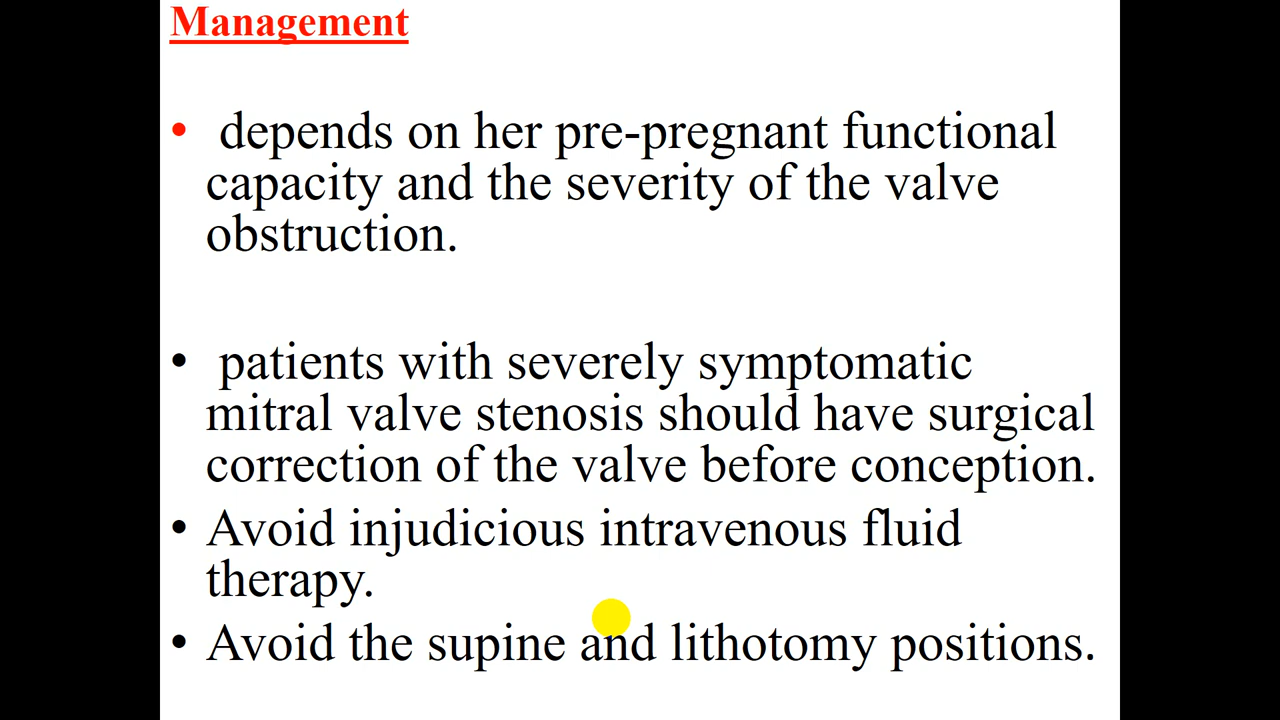 Management
• depends on her pre-pregnant functional
capacity and the severity of the valve
obstruction.
• patients with severely symptomatic
mitral valve stenosis should have surgical
correction of the valve before conception.
• Avoid injudicious intravenous fluid
therapy.
• Avoid the supine and lithotomy positions.